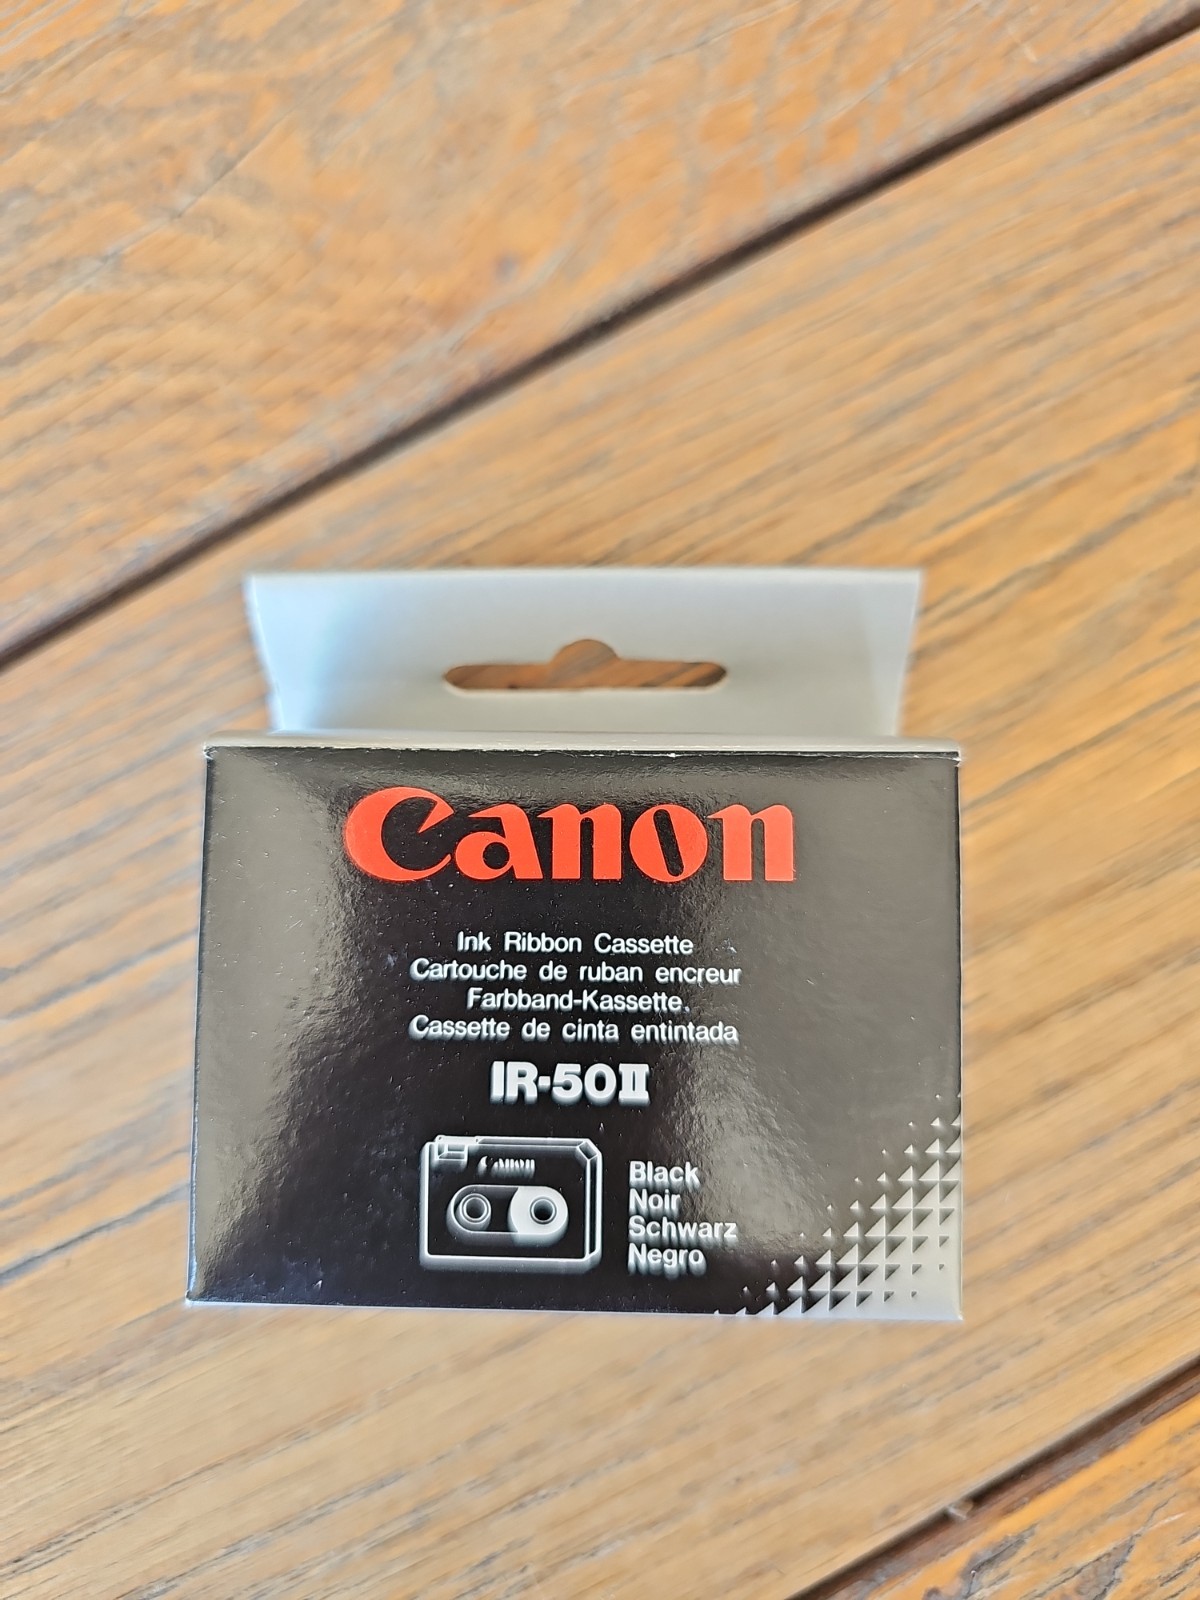 Canon
Ink Ribbon Cassette
Cartouche de ruban encreur
Farbband-Kassette.
Cassette de cinta entintada
IR-50II
Canon
Black
Noir
Schwarz
Negro